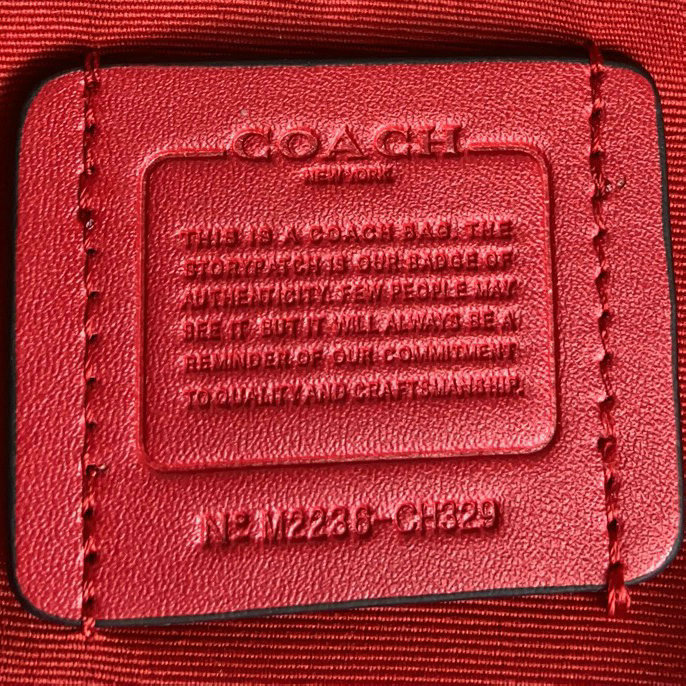 COACH
NEW YORK
THIS IS A COACH BAG. THE
STORYPATCH IS OUR BADGE OF
AUTHENTICITY. FEW PEOPLE MAY
SEE IT BUT IT WILL ALWAYS BE A
REMINDER OF OUR COMMITMENT
TO QUALITY AND CRAFTSMANSHIP.
Nº M2236-CH329